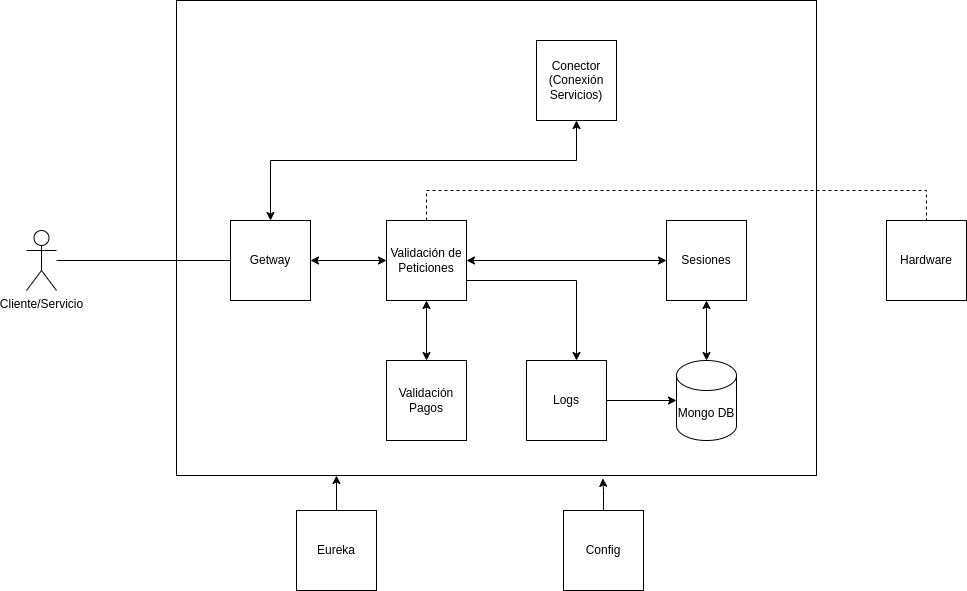 Conector
(Conexión
Servicios)
Getway
Validación de
Peticiones
Sesiones
Hardware
Cliente/Servicio
Validación
Pagos
Logs
Mongo DB
Eureka
Config